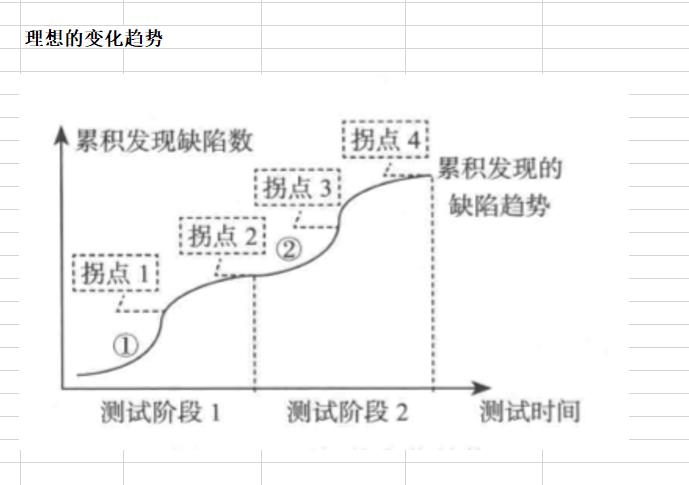 理想的变化趋势
累积发现缺陷数
拐点 4
累积发现的
缺陷趋势
拐点 3
拐点 2
②
拐点 1
①
测试阶段 1
测试阶段 2
测试时间